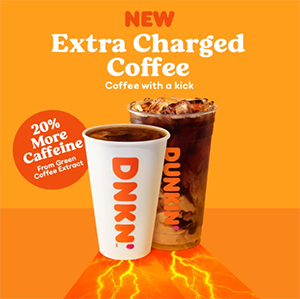 NEW
Extra Charged
Coffee
Coffee with a kick
20%
More
Caffeine
From Green
Coffee Extract
DNKN'
DUNKIN'